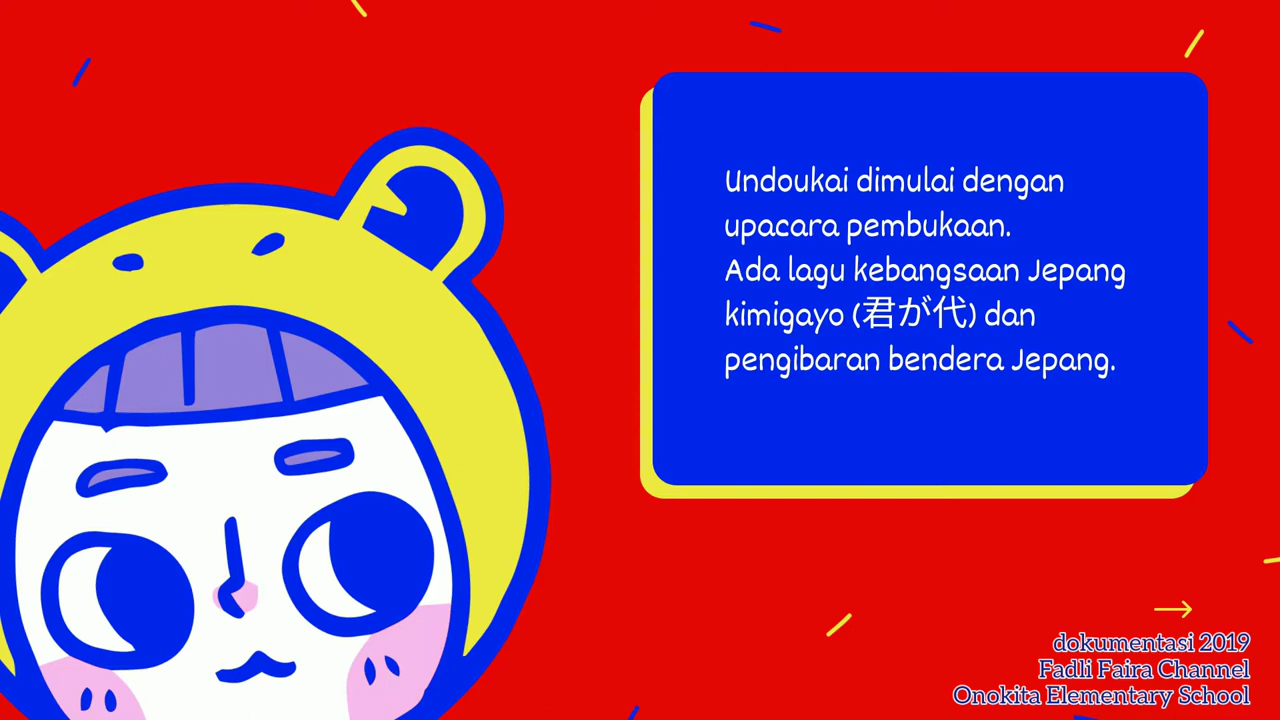 Undoukai dimulai dengan
upacara pembukaan.
Ada lagu kebangsaan Jepang
kimigayo (君が代) dan
pengibaran bendera Jepang.
dokumentasi 2019
Fadli Faira Channel
Onokita Elementary School